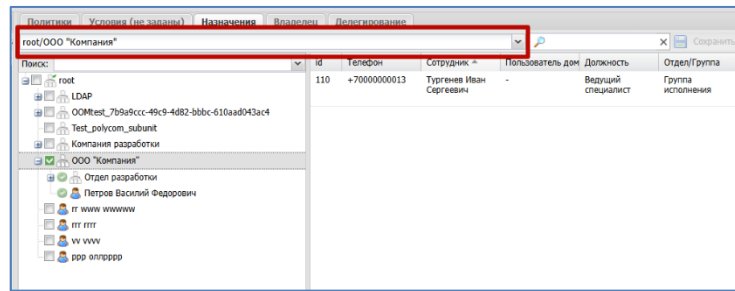 Политики Условия (не заданы) Назначения Владелец Делегирование
root/ООО "Компания" Сохранить
Поиск: id Телефон Сотрудник Пользователь дом Должность Отдел/Группа
root
LDAP
OOMtest_7b9a9ccc-49c9-4d82-bbbc-610aad043ac4
Test_polycom_subunit
Компания разработки
ООО "Компания"
Отдел разработки
Петров Василий Федорович
rr www wwwww
rrr rrrr
vv vvvv
ррр оллрррр
110 +70000000013 Тургенев Иван - Ведущий Группа
Сергеевич специалист исполнения